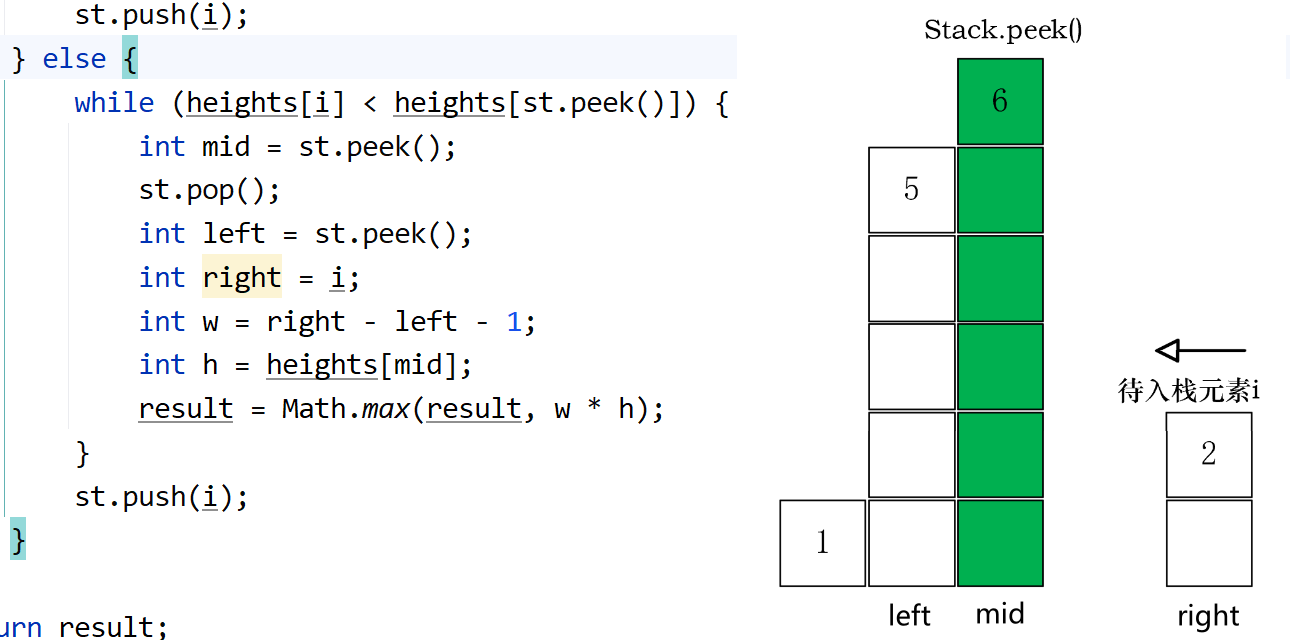 st.push(i);
} else {
while (heights[i] < heights[st.peek()]) {
int mid = st.peek();
st.pop();
int left = st.peek();
int right = i;
int w = right - left - 1;
int h = heights[mid];
result = Math.max(result, w * h);
}
st.push(i);
}
urn result;
Stack.peek()
6
5
待入栈元素i
2
1
left
mid
right